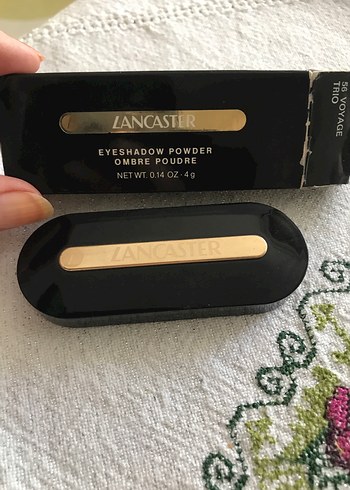 LANCASTER
EYESHADOW POWDER
OMBRE POUDRE
NET WT. 0.14 OZ · 4 g
56 VOYAGE
TRIO
LANCASTER